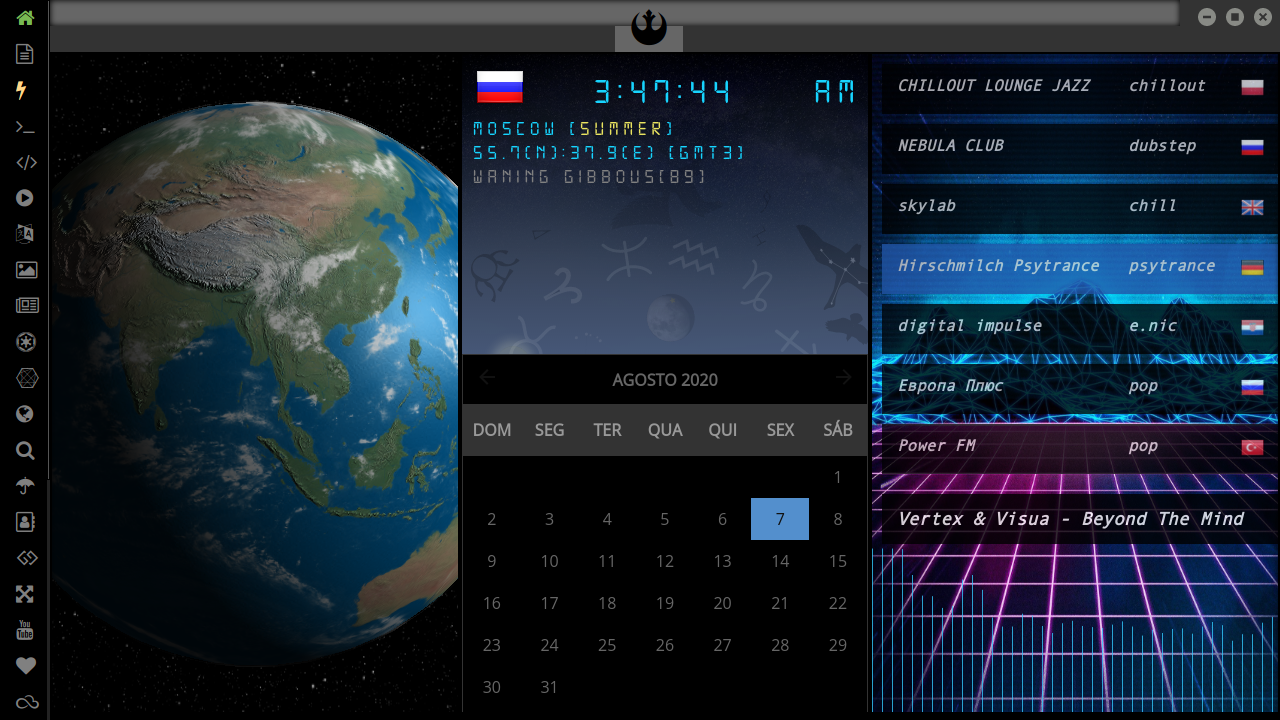 3:47:44 AM
MOSCOW (SUMMER)
55.7(N):37.9(E) (GMT3)
WANING GIBBOUS(89)
AGOSTO 2020
DOM SEG TER QUA QUI SEX SÁB
1
2 3 4 5 6 7 8
9 10 11 12 13 14 15
16 17 18 19 20 21 22
23 24 25 26 27 28 29
30 31
CHILLOUT LOUNGE JAZZ chillout
NEBULA CLUB dubstep
skylab chill
Hirschmilch Psytrance psytrance
digital impulse e.nic
Европа Плюс pop
Power FM pop
Vertex & Visua - Beyond The Mind
You
Tube